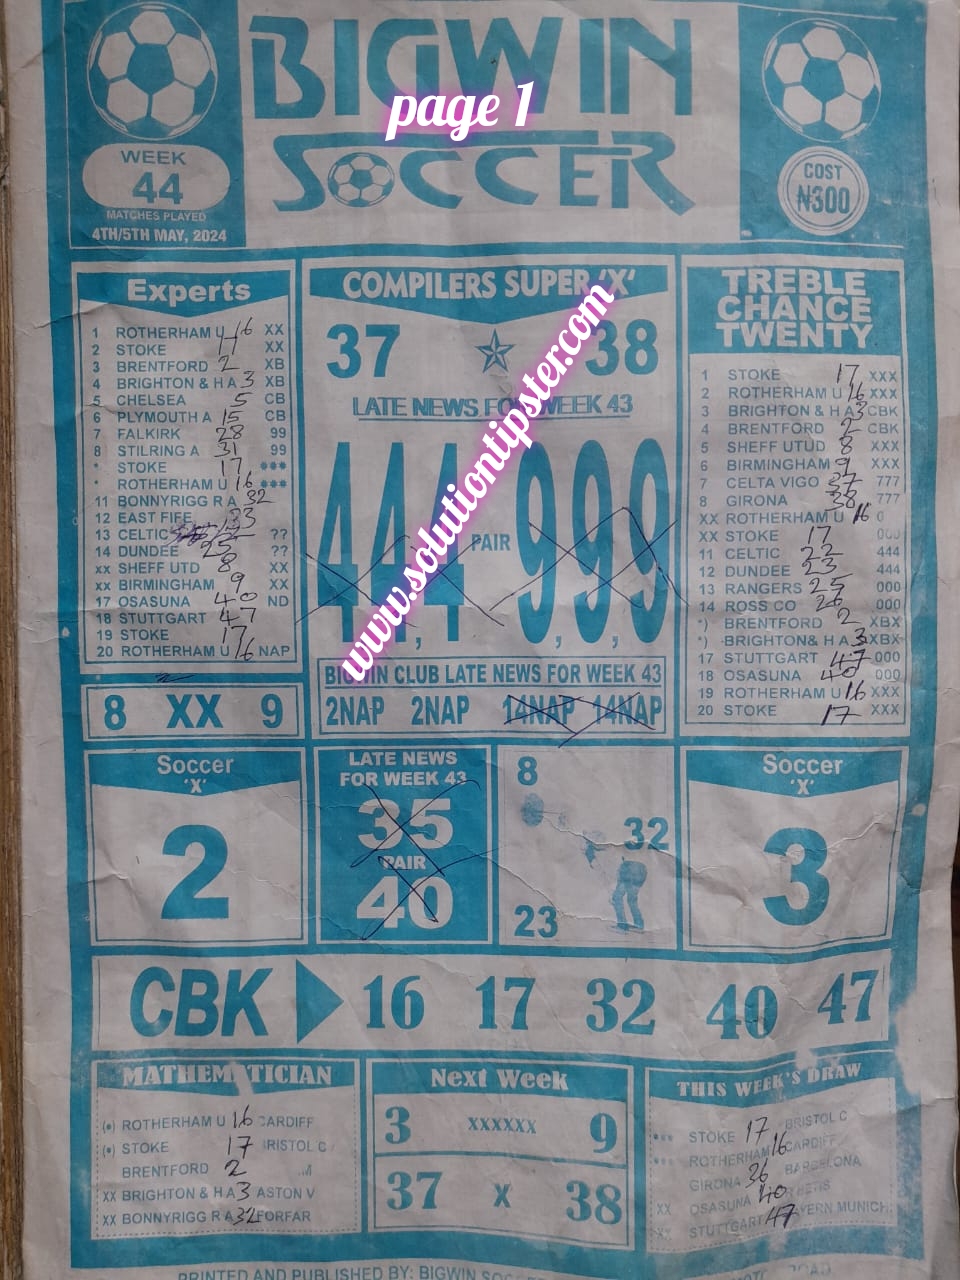 BIGWIN
page 1
SOCCER
WEEK
44
MATCHES PLAYED
4TH/5TH MAY, 2024
COST
₦300
Experts
1 ROTHERHAM U 16 XX
2 STOKE 17 XX
3 BRENTFORD 2 XB
4 BRIGHTON & H A 3 XB
5 CHELSEA 5 CB
6 PLYMOUTH A 15 CB
7 FALKIRK 28 99
8 STILRING A 31 99
* STOKE 17 ***
* ROTHERHAM U 16 ***
11 BONNYRIGG R A 32
12 EAST FIFE 33
13 CELTIC 22 ??
14 DUNDEE 23 ??
xx SHEFF UTD 8 XX
xx BIRMINGHAM 9 XX
17 OSASUNA 40 ND
18 STUTTGART 47
19 STOKE 17
20 ROTHERHAM U 16 NAP
8 XX 9
COMPILERS SUPER 'X'
37 38
LATE NEWS FOR WEEK 43
44,4 PAIR 9,9,9
www.solutiontipster.com
BIGWIN CLUB LATE NEWS FOR WEEK 43
2NAP 2NAP 14NAP 14NAP
TREBLE
CHANCE
TWENTY
1 STOKE 17 XXX
2 ROTHERHAM U 16 XXX
3 BRIGHTON & H A 3 CBK
4 BRENTFORD 2 CBK
5 SHEFF UTUD 8 XXX
6 BIRMINGHAM 9 XXX
7 CELTA VIGO 37 777
8 GIRONA 38 777
XX ROTHERHAM U 16 0
XX STOKE 17 000
11 CELTIC 22 444
12 DUNDEE 23 444
13 RANGERS 25 000
14 ROSS CO 26 000
*) BRENTFORD 2 XBX
*) BRIGHTON& H A 3 XBX
17 STUTTGART 47 000
18 OSASUNA 40 000
19 ROTHERHAM U 16 XXX
20 STOKE 17 XXX
Soccer
'X'
2
LATE NEWS
FOR WEEK 43
35
PAIR
40
8
32
23
Soccer
'X'
3
CBK 16 17 32 40 47
MATHEMATICIAN
(•) ROTHERHAM U 16 CARDIFF
(•) STOKE 17 BRISTOL C
BRENTFORD 2
XX BRIGHTON & H A 3 ASTON V
XX BONNYRIGG R A 32 FORFAR
Next Week
3 XXXXXX 9
37 X 38
THIS WEEK'S DRAW
*** STOKE 17 BRISTOL C
*** ROTHERHAM 16 CARDIFF
GIRONA 36 BARCELONA
XX OSASUNA 40 BETIS
XX STUTTGART 47 BAYERN MUNICH
PRINTED AND PUBLISHED BY: BIGWIN SOCCER